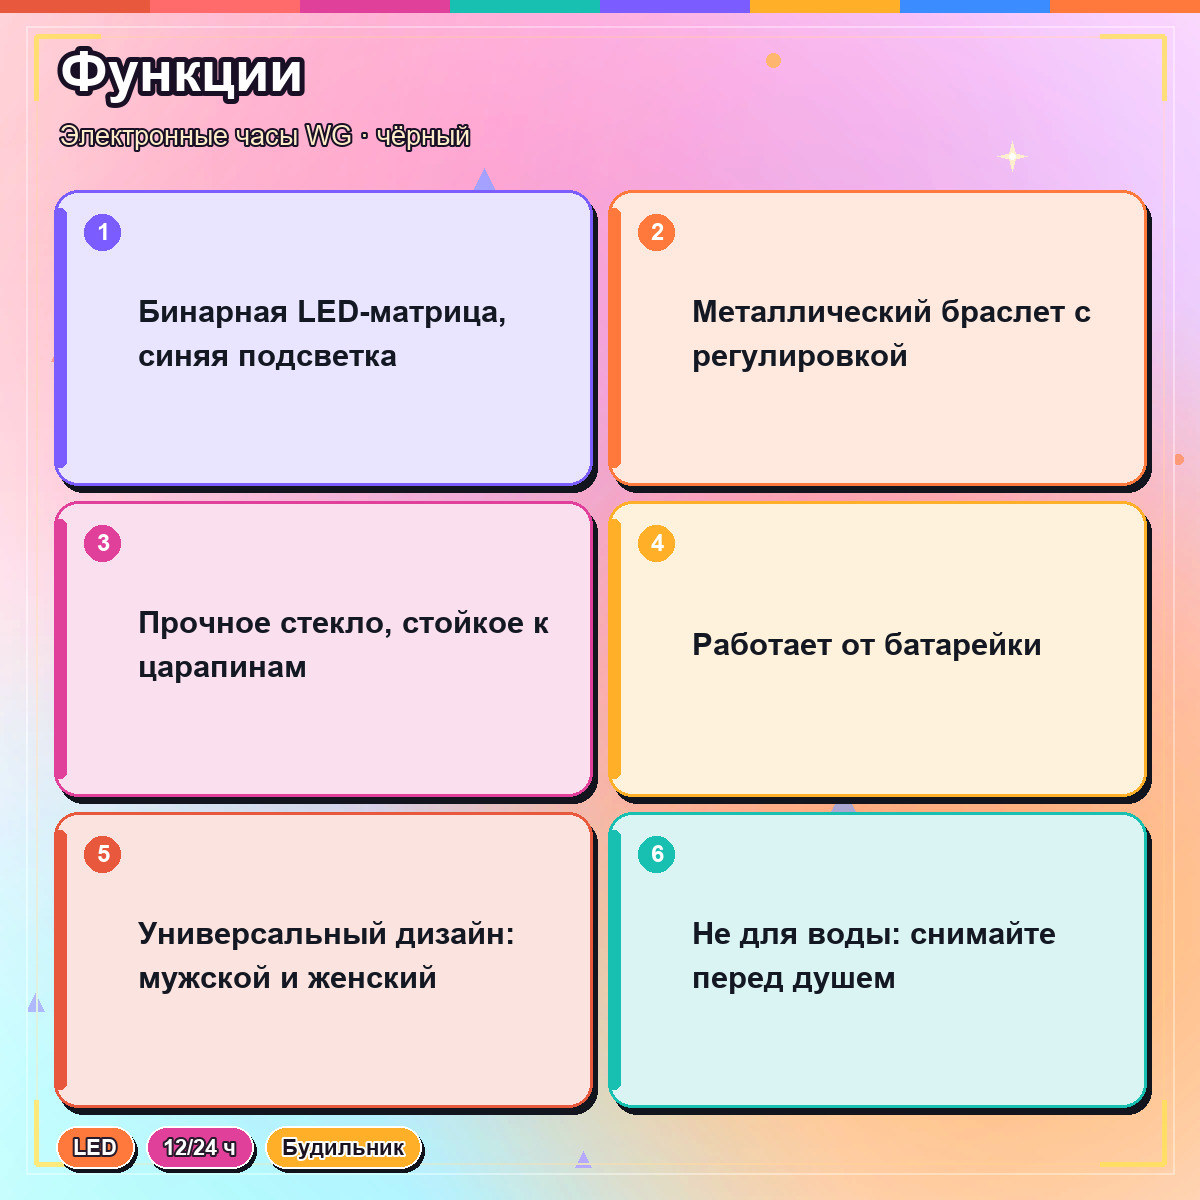 Функции
Электронные часы WG · чёрный
1
Бинарная LED-матрица,
синяя подсветка
2
Металлический браслет с
регулировкой
3
Прочное стекло, стойкое к
царапинам
4
Работает от батарейки
5
Универсальный дизайн:
мужской и женский
6
Не для воды: снимайте
перед душем
LED
12/24 ч
Будильник